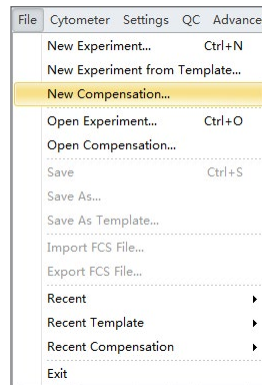 File Cytometer Settings QC Advance
New Experiment... Ctrl+N
New Experiment from Template...
New Compensation...
Open Experiment... Ctrl+O
Open Compensation...
Save Ctrl+S
Save As...
Save As Template...
Import FCS File...
Export FCS File...
Recent
Recent Template
Recent Compensation
Exit